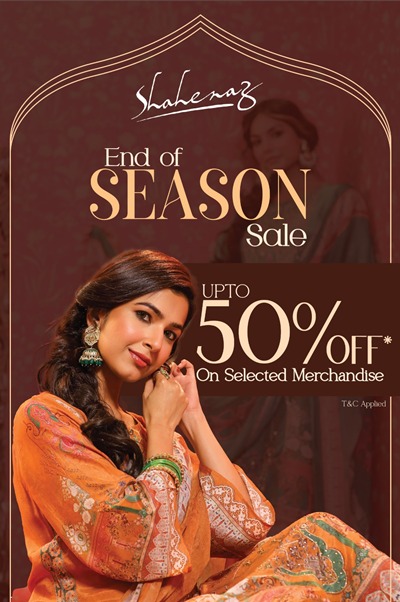 Shahenaz
End of
SEASON
Sale
UPTO
50% OFF*
On Selected Merchandise
T&C Applied